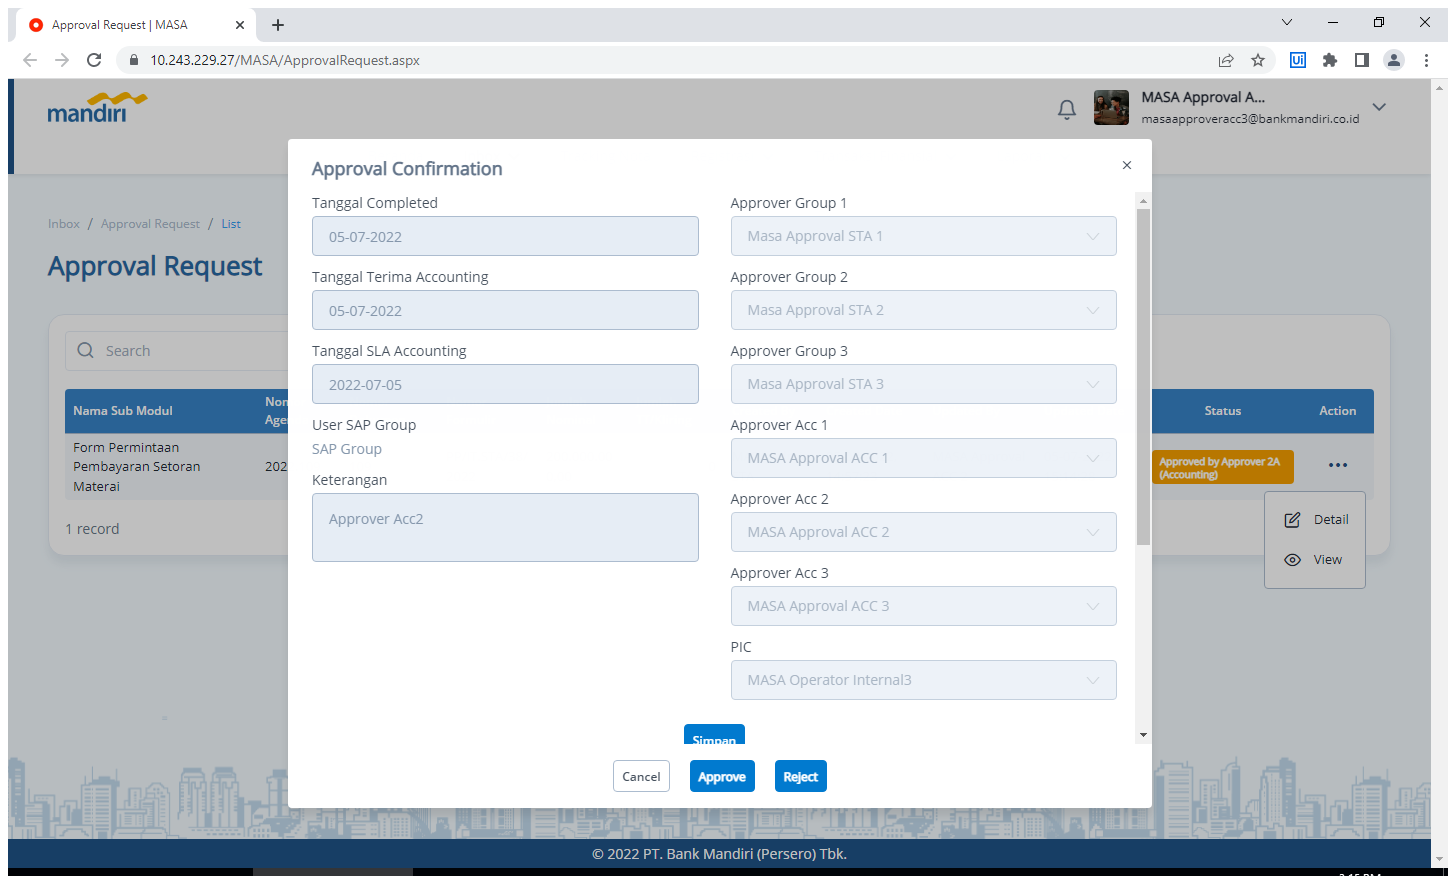 Approval Request | MASA
10.243.229.27/MASA/ApprovalRequest.aspx
mandiri
MASA Approval A...
masaapproveracc3@bankmandiri.co.id
Inbox / Approval Request / List
Approval Request
Search
Nama Sub Modul
Status
Action
Form Permintaan
Pembayaran Setoran
Materai
202
Approved by Approver 2A
(Accounting)
1 record
Detail
View
Approval Confirmation
Tanggal Completed
05-07-2022
Tanggal Terima Accounting
05-07-2022
Tanggal SLA Accounting
2022-07-05
User SAP Group
SAP Group
Keterangan
Approver Acc2
Approver Group 1
Masa Approval STA 1
Approver Group 2
Masa Approval STA 2
Approver Group 3
Masa Approval STA 3
Approver Acc 1
MASA Approval ACC 1
Approver Acc 2
MASA Approval ACC 2
Approver Acc 3
MASA Approval ACC 3
PIC
MASA Operator Internal3
Simpan
Cancel
Approve
Reject
© 2022 PT. Bank Mandiri (Persero) Tbk.